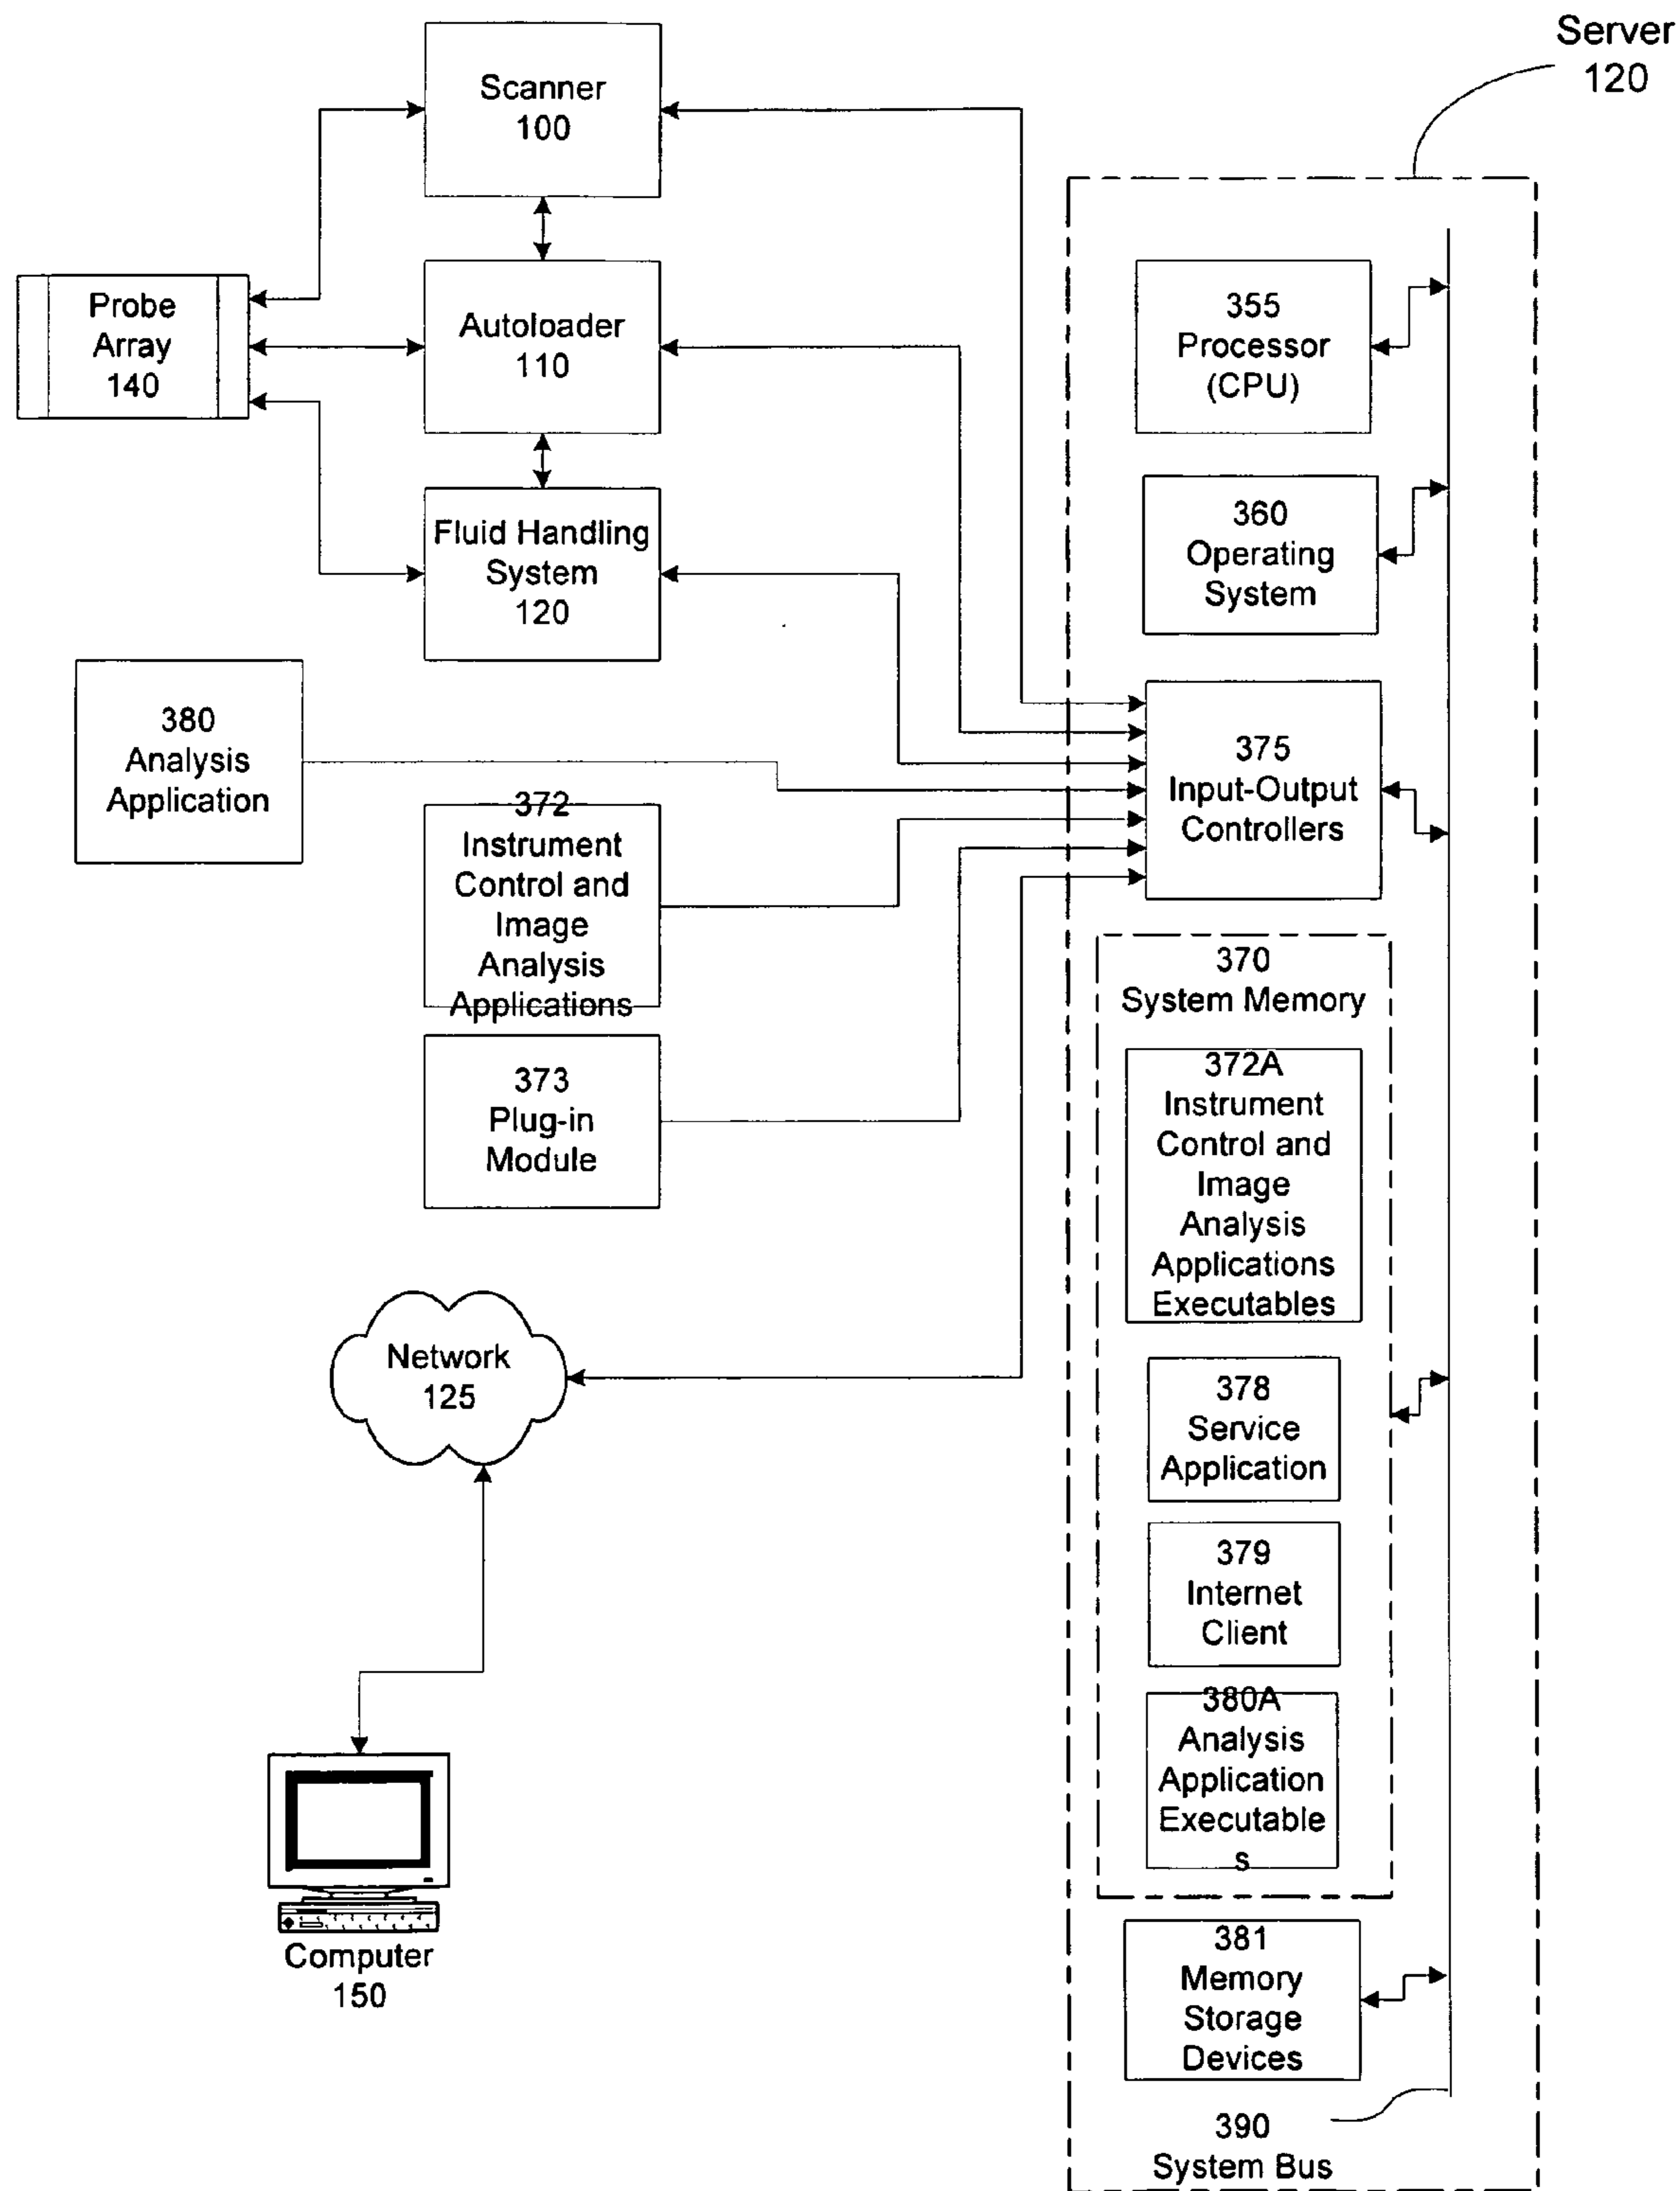 Server
120
Scanner
100
Probe
Array
140
Autoloader
110
Fluid Handling
System
120
380
Analysis
Application
372
Instrument
Control and
Image
Analysis
Applications
373
Plug-in
Module
Network
125
Computer
150
355
Processor
(CPU)
360
Operating
System
375
Input-Output
Controllers
370
System Memory
372A
Instrument
Control and
Image
Analysis
Applications
Executables
378
Service
Application
379
Internet
Client
380A
Analysis
Application
Executable
s
381
Memory
Storage
Devices
390
System Bus